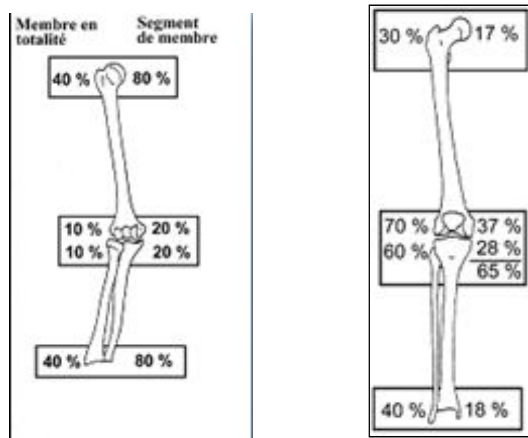 Membre en totalité
Segment de membre
40 % 80 %
10 % 20 %
10 % 20 %
40 % 80 %
30 % 17 %
70 % 37 %
60 % 28 %
65 %
40 % 18 %